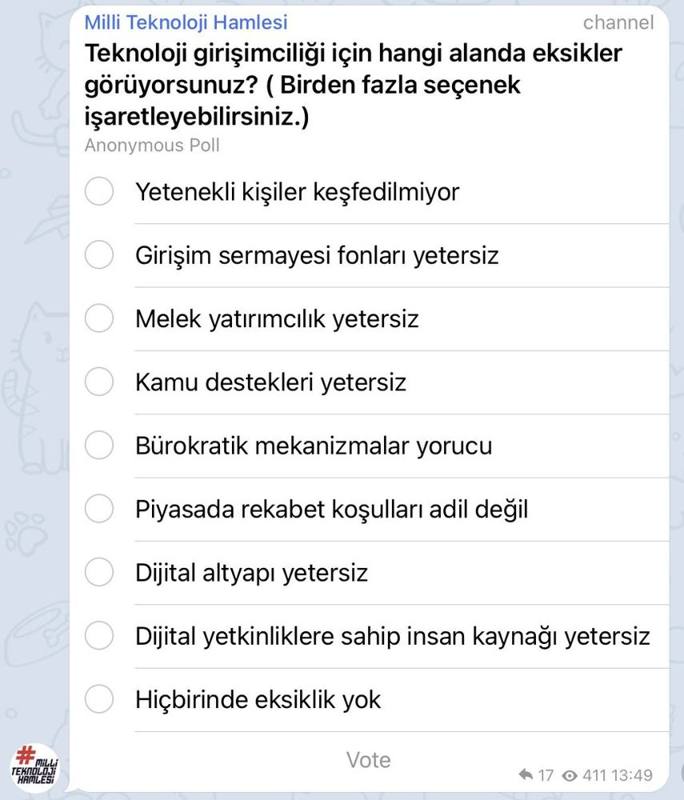 Milli Teknoloji Hamlesi channel
Teknoloji girişimciliği için hangi alanda eksikler
görüyorsunuz? ( Birden fazla seçenek
işaretleyebilirsiniz.)
Anonymous Poll
Yetenekli kişiler keşfedilmiyor
Girişim sermayesi fonları yetersiz
Melek yatırımcılık yetersiz
Kamu destekleri yetersiz
Bürokratik mekanizmalar yorucu
Piyasada rekabet koşulları adil değil
Dijital altyapı yetersiz
Dijital yetkinliklere sahip insan kaynağı yetersiz
Hiçbirinde eksiklik yok
Vote
17 411 13:49
#MİLLİ
TEKNOLOJİ
HAMLESİ